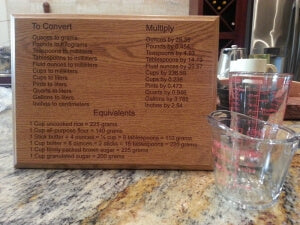 To Convert Multiply
Ounces to grams Ounces by 28.35
Pounds to kilograms Pounds by 0.454
Teaspoons to milliliters Teaspoons by 4.93
Tablespoons to milliliters Tablespoons by 14.79
Fluid ounces to milliliters Fluid ounces by 29.57
Cups to milliliters Cups by 236.59
Cups to liters Cups by 0.236
Pints to liters Pints by 0.473
Quarts to liters Quarts by 0.946
Gallons to liters Gallons by 3.785
Inches to centimeters Inches by 2.54
Equivalents
1 Cup uncooked rice = 225 grams
1 Cup all-purpose flour = 140 grams
1 Stick butter = 4 ounces = ½ cup = 8 tablespoons = 110 grams
1 Cup butter = 8 ounces = 2 sticks = 16 tablespoons = 220 grams
1 Cup firmly packed brown sugar = 225 grams
1 Cup granulated sugar = 200 grams